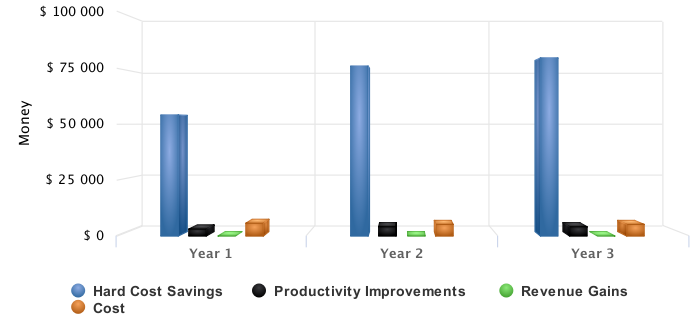 $ 100 000
$ 75 000
$ 50 000
$ 25 000
$ 0
Money
Year 1 Year 2 Year 3
Hard Cost Savings Productivity Improvements Revenue Gains
Cost